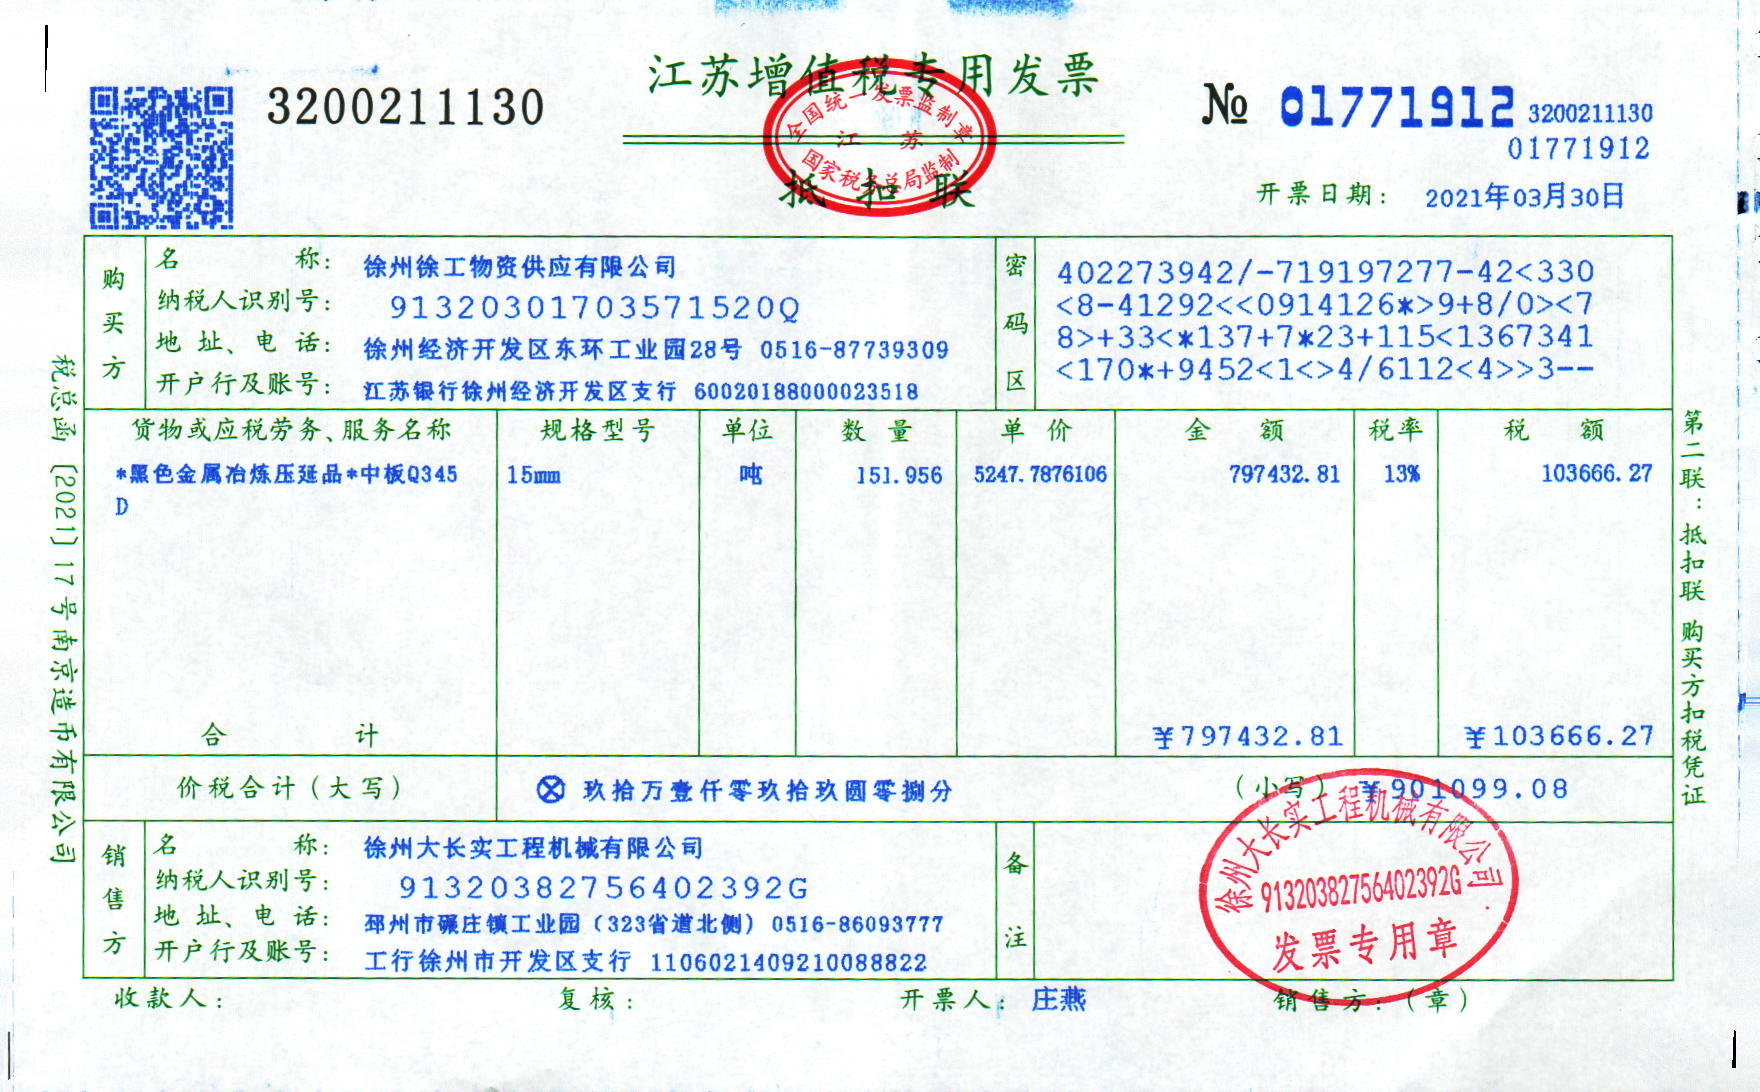 江苏增值税专用发票
3200211130
№ 01771912
3200211130
01771912
全国统一发票监制章
江 苏
国家税务总局监制
抵扣联
开票日期： 2021年03月30日
购买方
名 称： 徐州徐工物资供应有限公司
纳税人识别号： 91320301703571520Q
地址、电话： 徐州经济开发区东环工业园28号 0516-87739309
开户行及账号： 江苏银行徐州经济开发区支行 60020188000023518
密码区
402273942/-719197277-42<330
<8-41292<<0914126*>9+8/0><7
8>+33<*137+7*23+115<1367341
<170*+9452<1<>4/6112<4>>3--
货物或应税劳务、服务名称 规格型号 单位 数量 单价 金额 税率 税额
*黑色金属冶炼压延品*中板Q345 15mm 吨 151.956 5247.7876106 797432.81 13% 103666.27
D
合 计 ¥797432.81 ¥103666.27
价税合计（大写） ⊗玖拾万壹仟零玖拾玖圆零捌分 （小写）¥901099.08
销售方
名 称： 徐州大长实工程机械有限公司
纳税人识别号： 91320382756402392G
地址、电话： 邳州市碾庄镇工业园（323省道北侧）0516-86093777
开户行及账号： 工行徐州市开发区支行 1106021409210088822
备注
徐州大长实工程机械有限公司
91320382756402392G
发票专用章
收款人： 复核： 开票人：庄燕 销售方：（章）
税总函〔2021〕17号南京造币有限公司
第二联：抵扣联 购买方扣税凭证